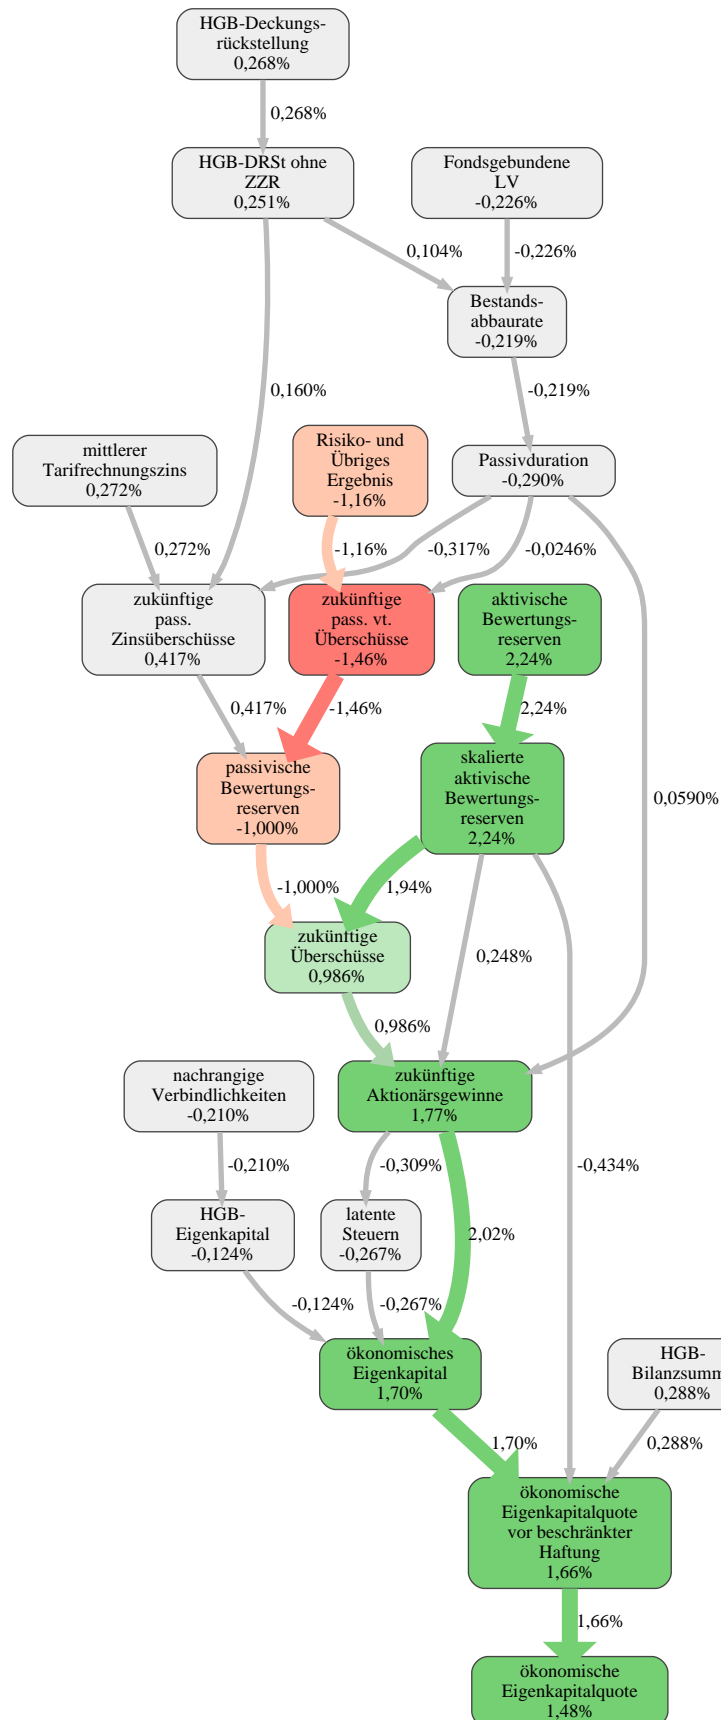 HGB-Deckungs-
rückstellung
0,268%
0,268%
HGB-DRSt ohne
ZZR
0,251%
Fondsgebundene
LV
-0,226%
0,104%
-0,226%
Bestands-
abbaurate
-0,219%
0,160%
-0,219%
mittlerer
Tarifrechnungszins
0,272%
Risiko- und
Übriges
Ergebnis
-1,16%
Passivduration
-0,290%
0,272%
-1,16%
-0,317%
-0,0246%
zukünftige
pass.
Zinsüberschüsse
0,417%
zukünftige
pass. vt.
Überschüsse
-1,46%
aktivische
Bewertungs-
reserven
2,24%
0,417%
-1,46%
2,24%
passivische
Bewertungs-
reserven
-1,000%
skalierte
aktivische
Bewertungs-
reserven
2,24%
0,0590%
-1,000%
1,94%
zukünftige
Überschüsse
0,986%
0,248%
0,986%
nachrangige
Verbindlichkeiten
-0,210%
zukünftige
Aktionärsgewinne
1,77%
-0,210%
-0,309%
-0,434%
HGB-
Eigenkapital
-0,124%
latente
Steuern
-0,267%
2,02%
-0,124%
-0,267%
ökonomisches
Eigenkapital
1,70%
HGB-
Bilanzsumm
0,288%
1,70%
0,288%
ökonomische
Eigenkapitalquote
vor beschränkter
Haftung
1,66%
1,66%
ökonomische
Eigenkapitalquote
1,48%